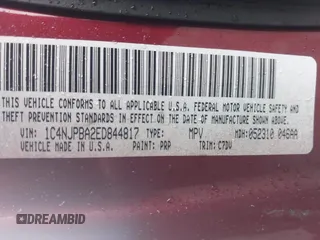 THIS VEHICLE CONFORMS TO ALL APPLICABLE U.S.A. FEDERAL MOTOR VEHICLE SAFETY AND
THEFT PREVENTION STANDARDS IN EFFECT ON THE DATE OF MANUFACTURE SHOWN ABOVE.
VIN: 1C4NJPBA2ED844817 TYPE: MPV MDH: 052310 046AA
MADE IN U.S.A. PAINT: PRP TRIM: C7DV
DREAMBID